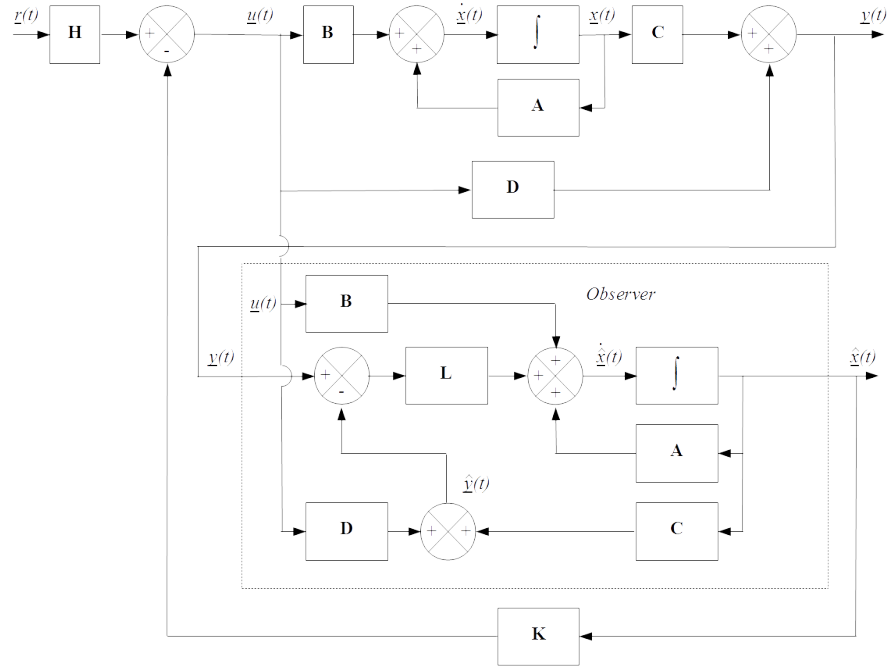 r(t) H + - u(t) B + + ẋ(t) ∫ x(t) C + + y(t)
A
D
Observer
u(t) B
y(t) + - L + + + x̂̇(t) ∫ x̂(t)
A
ŷ(t)
D + + C
K